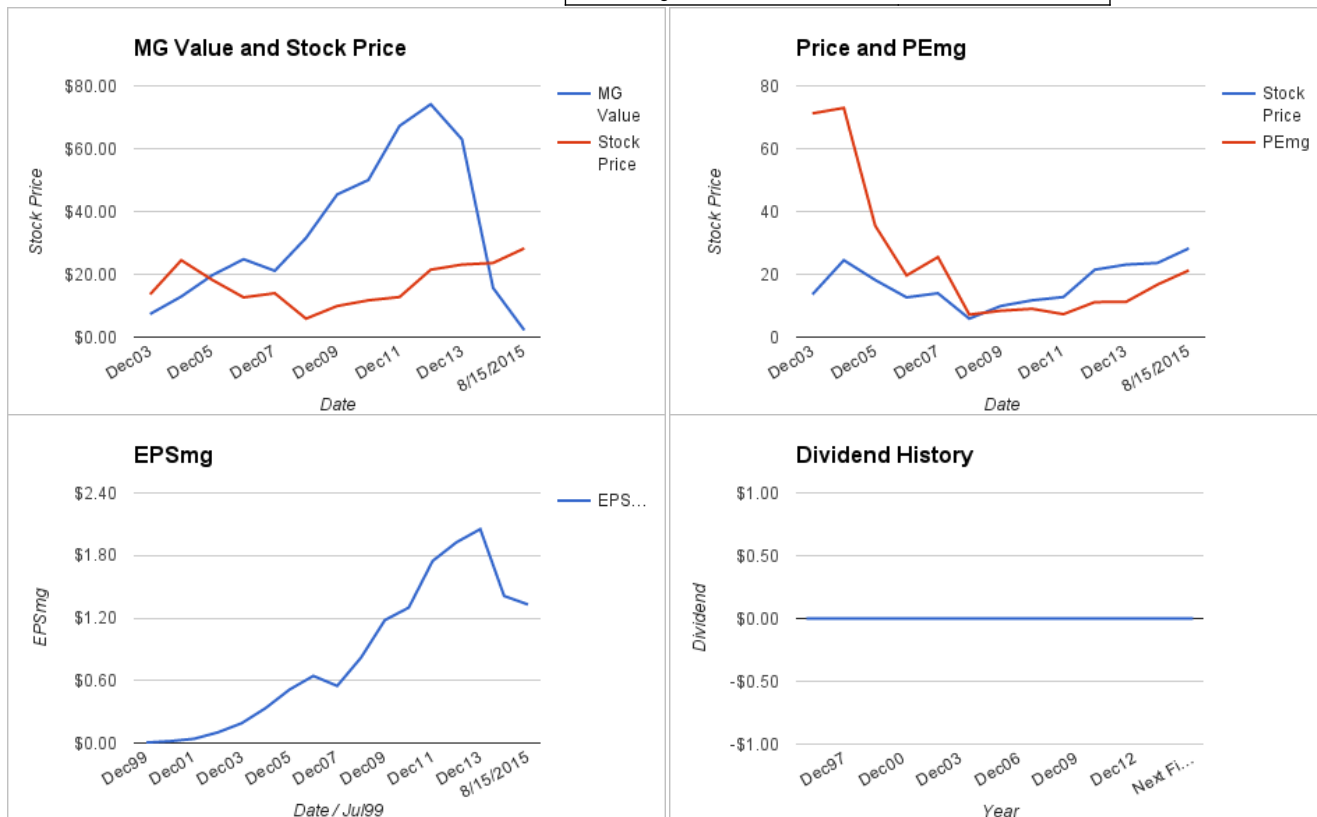 MG Value and Stock Price
$80.00
$60.00
$40.00
$20.00
$0.00
Stock Price
MG
Value
Stock
Price
Dec03
Dec05
Dec07
Dec09
Dec11
Dec13
8/15/2015
Date
Price and PEmg
80
60
40
20
0
Stock Price
Stock
Price
PEmg
Dec03
Dec05
Dec07
Dec09
Dec11
Dec13
8/15/2015
Date
EPSmg
$2.40
$1.80
$1.20
$0.60
$0.00
EPSmg
EPS...
Dec99
Dec01
Dec03
Dec05
Dec07
Dec09
Dec11
Dec13
8/15/2015
Date / Jul99
Dividend History
$1.00
$0.50
$0.00
-$0.50
-$1.00
Dividend
Dec97
Dec00
Dec03
Dec06
Dec09
Dec12
Next Fi...
Year